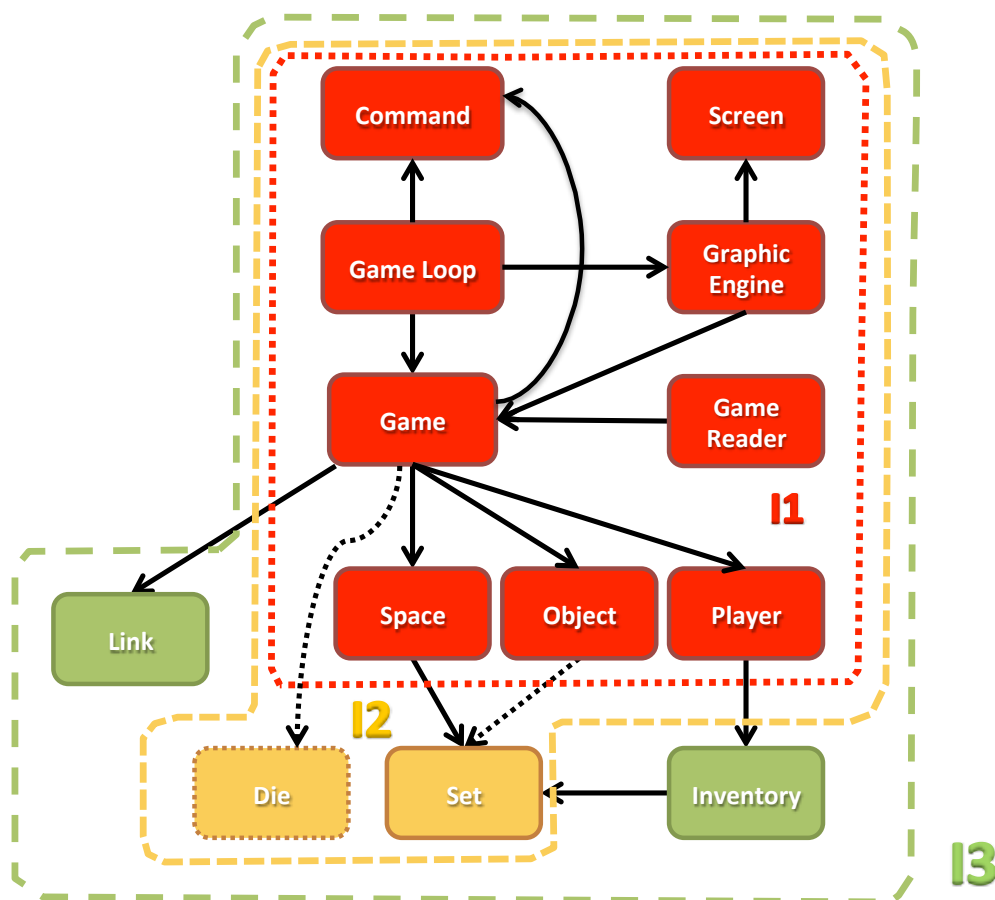 Command
Screen
Game Loop
Graphic
Engine
Game
Game
Reader
I1
Space
Object
Player
Link
I2
Die
Set
Inventory
I3